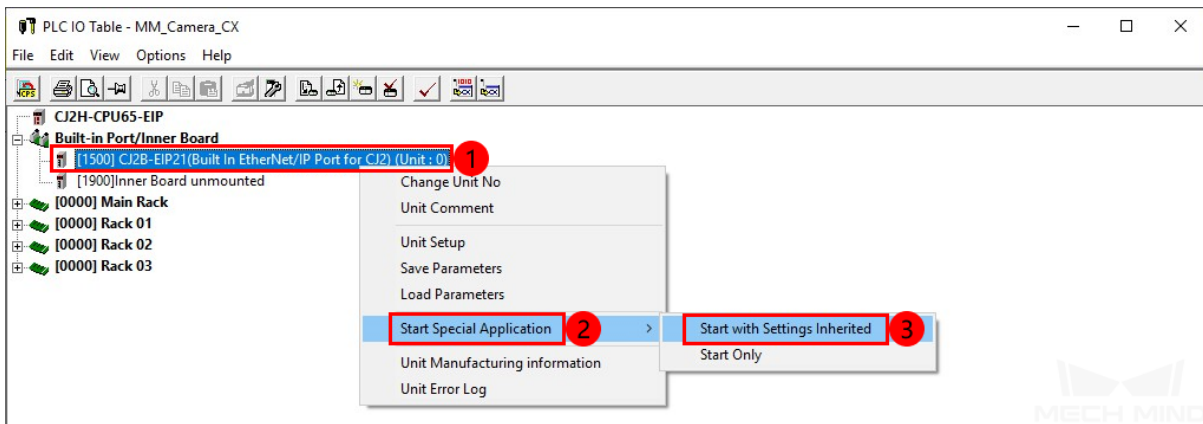 PLC IO Table - MM_Camera_CX
File Edit View Options Help
CJ2H-CPU65-EIP
Built-in Port/Inner Board
[1500] CJ2B-EIP21(Built In EtherNet/IP Port for CJ2) (Unit : 0)
1
[1900]Inner Board unmounted
[0000] Main Rack
[0000] Rack 01
[0000] Rack 02
[0000] Rack 03
Change Unit No
Unit Comment
Unit Setup
Save Parameters
Load Parameters
Start Special Application 2 >
Start with Settings Inherited 3
Start Only
Unit Manufacturing information
Unit Error Log
MECH MIND